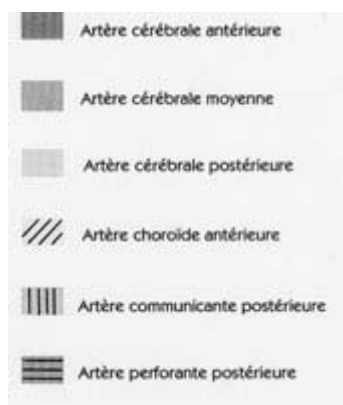 Artère cérébrale antérieure
Artère cérébrale moyenne
Artère cérébrale postérieure
Artère choroïde antérieure
Artère communicante postérieure
Artère perforante postérieure